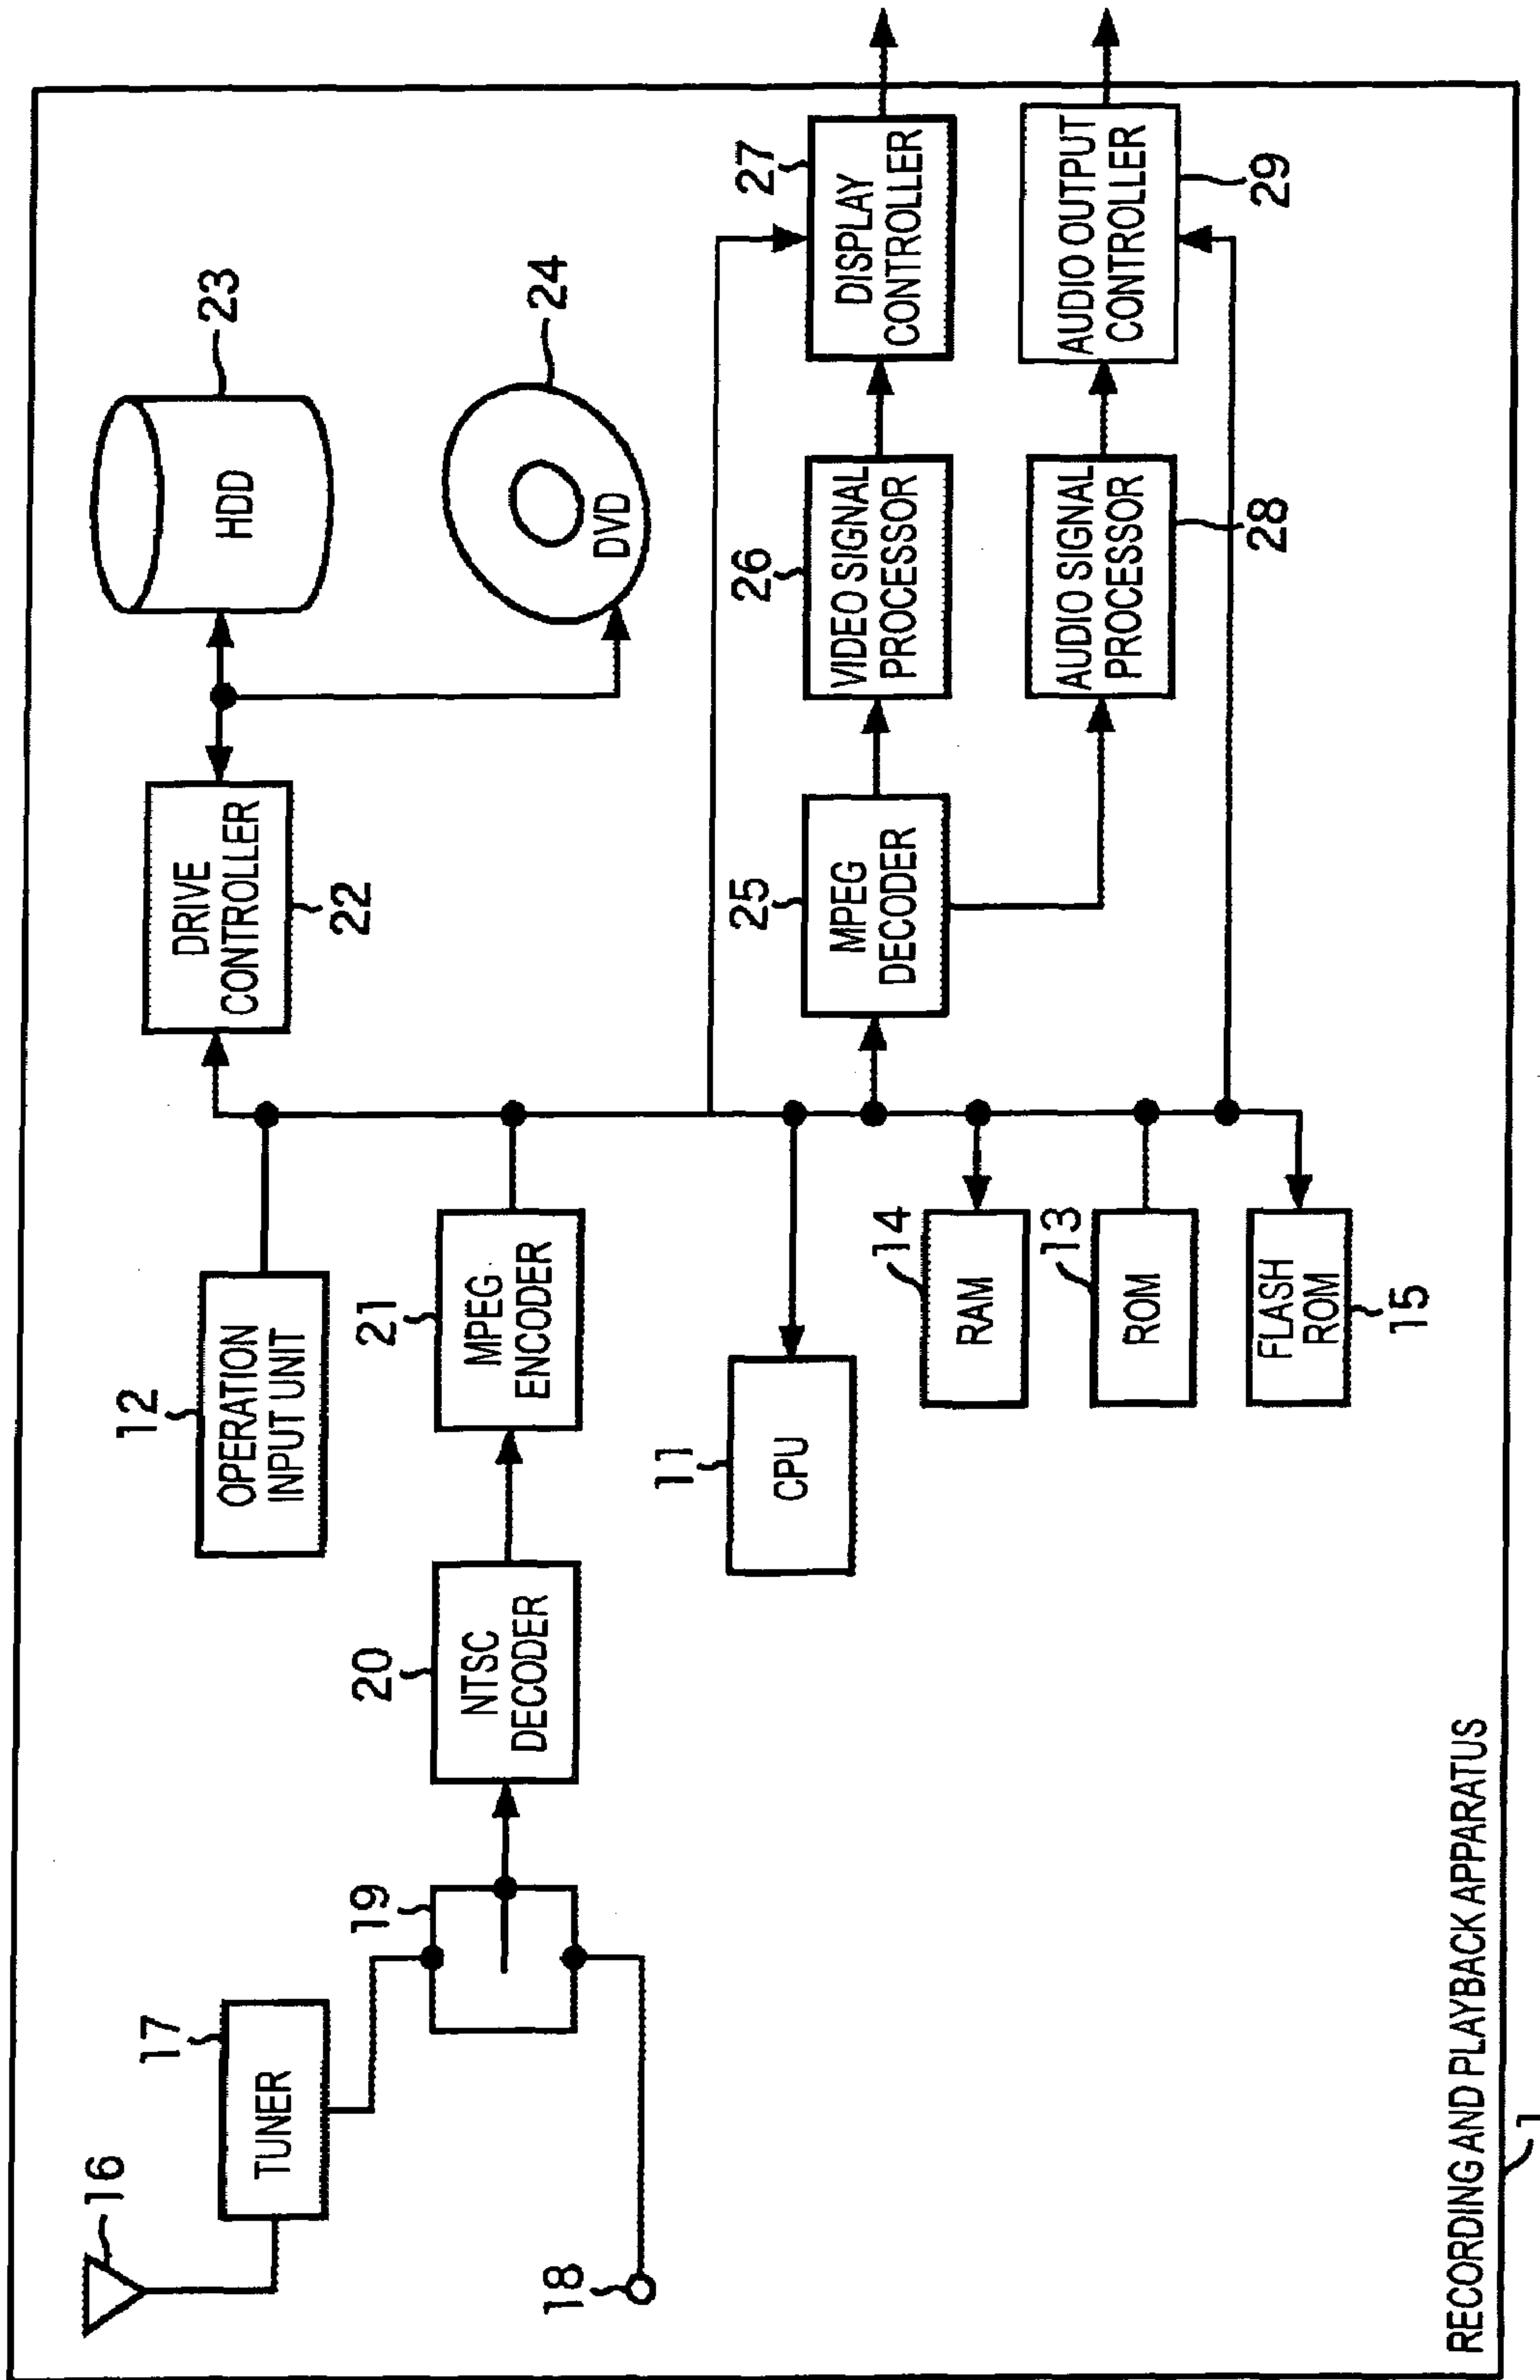 16
17
TUNER
18
19
20
NTSC
DECODER
12
OPERATION
INPUT UNIT
21
MPEG
ENCODER
11
CPU
14
RAM
13
ROM
FLASH
ROM
15
DRIVE
CONTROLLER
22
HDD
23
DVD
24
25
MPEG
DECODER
26
VIDEO SIGNAL
PROCESSOR
27
DISPLAY
CONTROLLER
AUDIO SIGNAL
PROCESSOR
28
AUDIO OUTPUT
CONTROLLER
29
RECORDING AND PLAYBACK APPARATUS
1